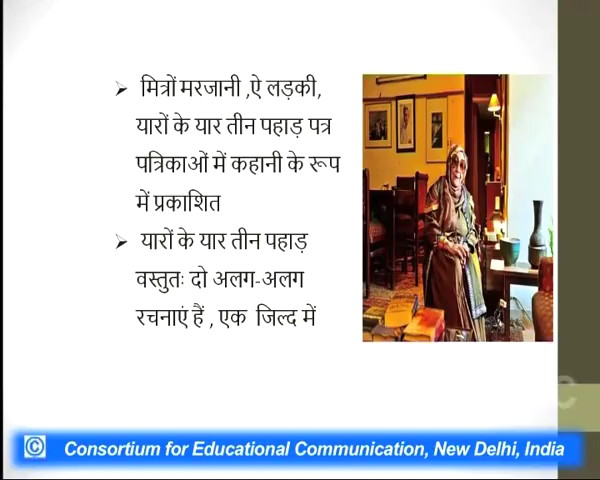 ➢ मित्रों मरजानी ,ऐ लड़की,
यारों के यार तीन पहाड़ पत्र
पत्रिकाओं में कहानी के रूप
में प्रकाशित
➢ यारों के यार तीन पहाड़
वस्तुतः दो अलग-अलग
रचनाएं हैं , एक जिल्द में
C
© Consortium for Educational Communication, New Delhi, India